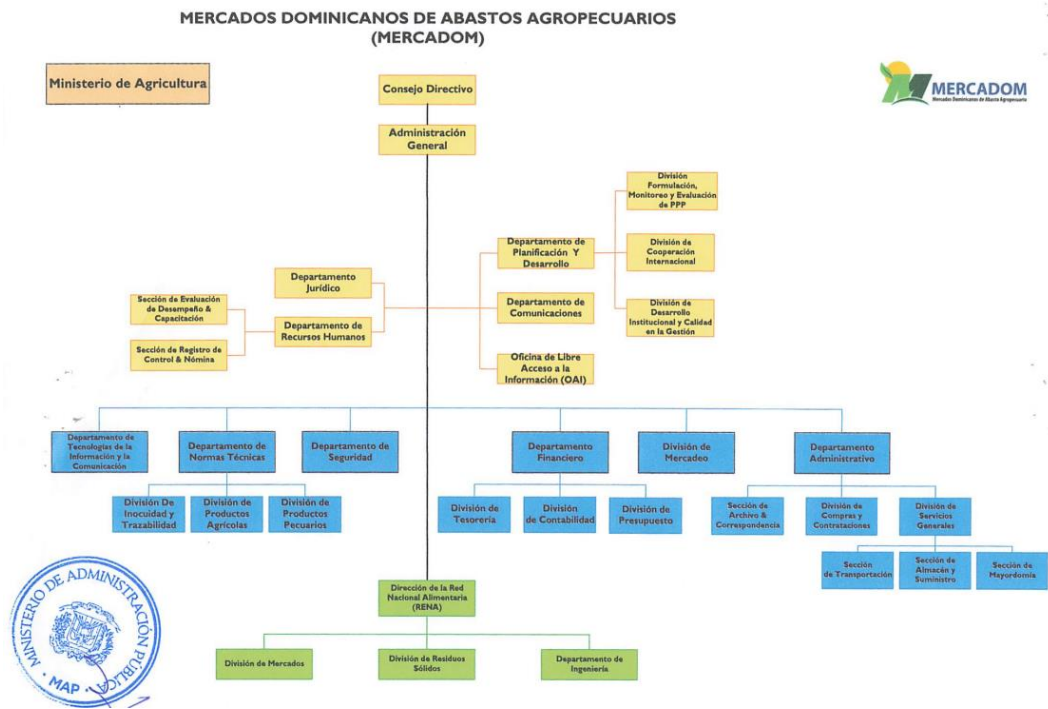 MERCADOS DOMINICANOS DE ABASTOS AGROPECUARIOS
(MERCADOM)
Ministerio de Agricultura
Consejo Directivo
MERCADOM
Mercados Dominicanos de Abasto Agropecuario
Administración
General
División
Formulación,
Monitoreo y Evaluación
de PPP
Departamento de
Planificación Y
Desarrollo
División de
Cooperación
Internacional
Departamento
Jurídico
Sección de Evaluación
de Desempeño &
Capacitación
Departamento de
Comunicaciones
División de
Desarrollo
Institucional y Calidad
en la Gestión
Departamento de
Recursos Humanos
Sección de Registro de
Control & Nómina
Oficina de Libre
Acceso a la
Información (OAI)
Departamento de
Tecnologías de la
Información y la
Comunicación
Departamento de
Normas Técnicas
Departamento de
Seguridad
Departamento
Financiero
División de
Mercadeo
Departamento
Administrativo
División De
Inocuidad y
Trazabilidad
División de
Productos
Agrícolas
División de
Productos
Pecuarios
División de
Tesorería
División
de Contabilidad
División de
Presupuesto
Sección de
Archivo &
Correspondencia
División de
Compras y
Contrataciones
División de
Servicios
Generales
Sección
de Transportación
Sección de
Almacén y
Suministro
Sección de
Mayordomía
MINISTERIO DE ADMINISTRACIÓN PÚBLICA
MAP
Dirección de la Red
Nacional Alimentaria
(RENA)
División de Mercados
División de Residuos
Sólidos
Departamento de
Ingeniería